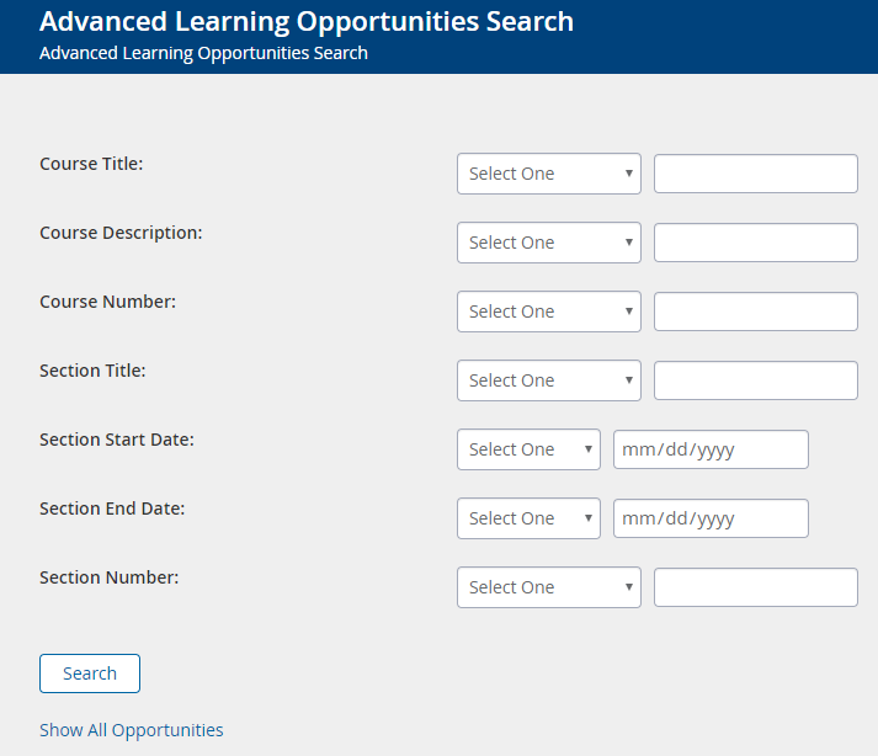 Advanced Learning Opportunities Search
Advanced Learning Opportunities Search
Course Title: Select One
Course Description: Select One
Course Number: Select One
Section Title: Select One
Section Start Date: Select One mm/dd/yyyy
Section End Date: Select One mm/dd/yyyy
Section Number: Select One
Search
Show All Opportunities